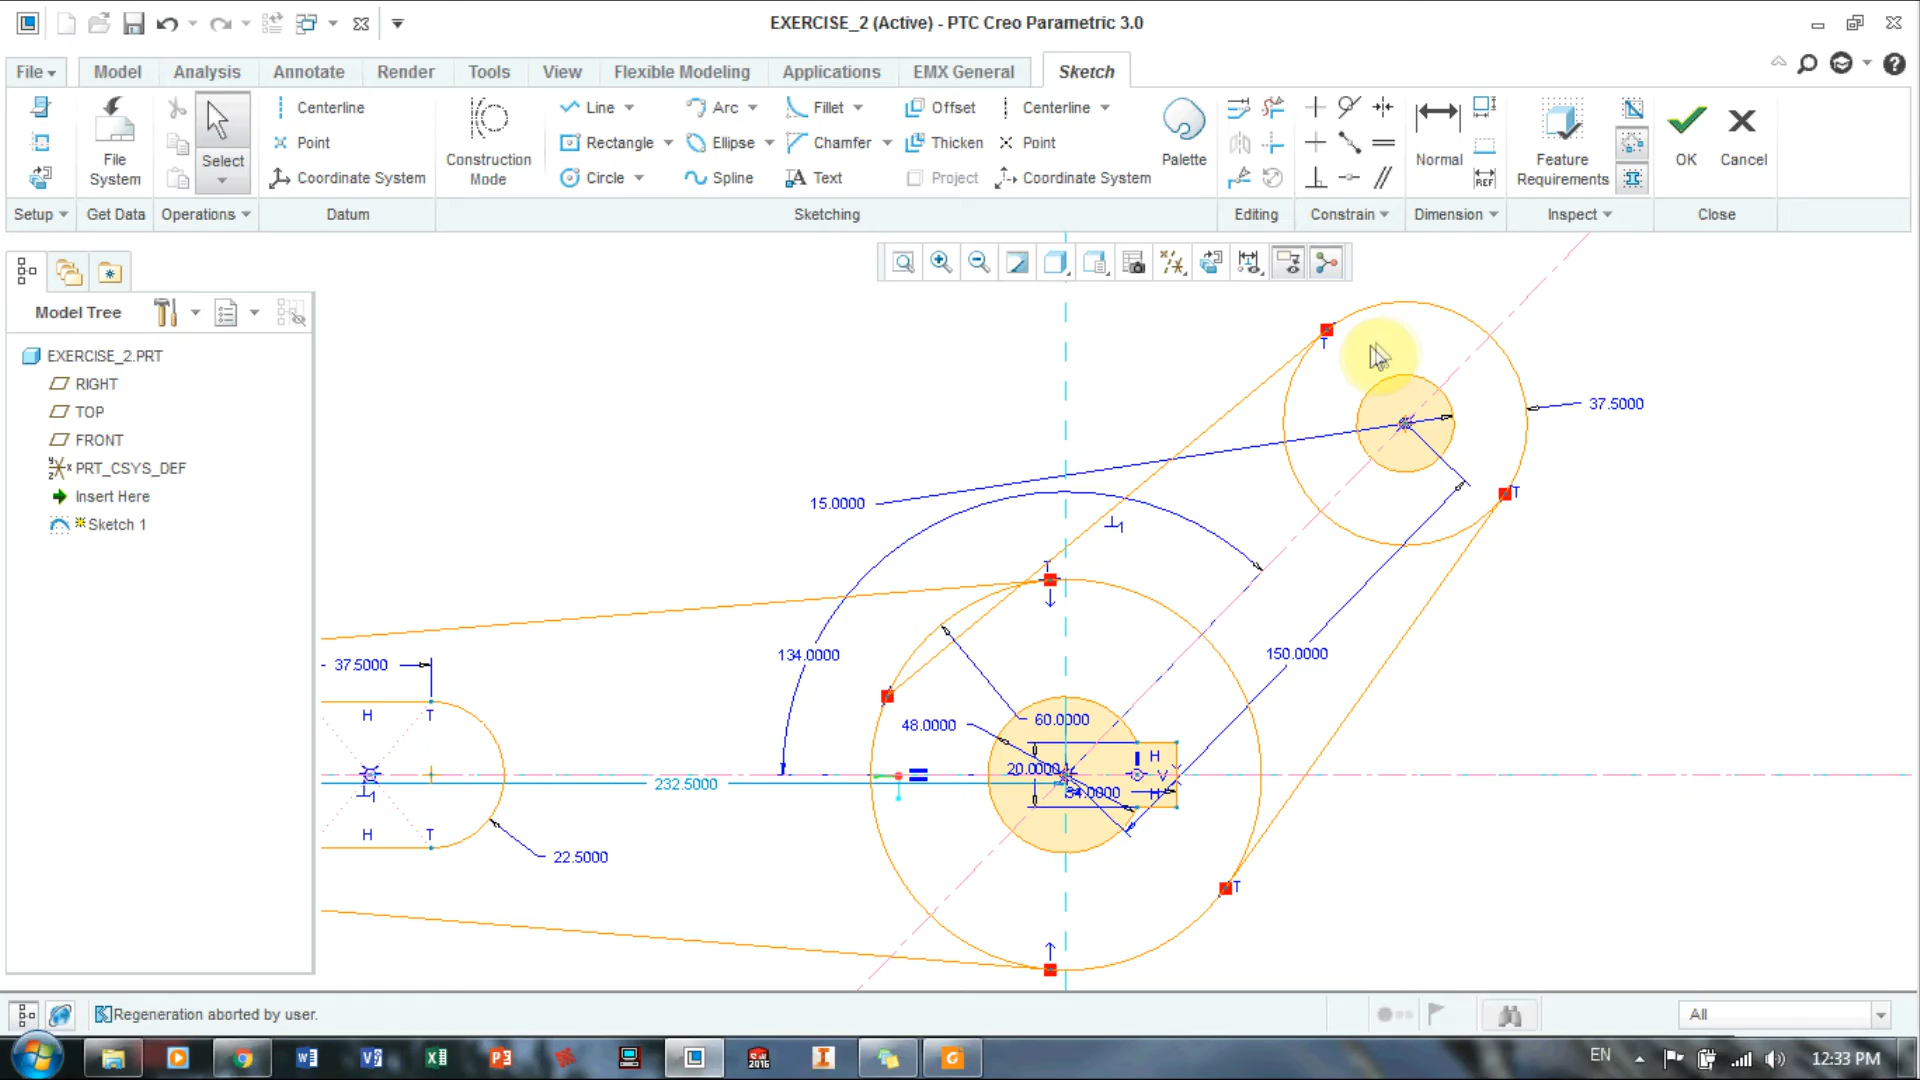 EXERCISE_2 (Active) - PTC Creo Parametric 3.0
File Model Analysis Annotate Render Tools View Flexible Modeling Applications EMX General Sketch
Centerline Line Arc Fillet Offset Centerline
Point Rectangle Ellipse Chamfer Thicken Point
Coordinate System Circle Spline Text Project Coordinate System
File System
Select
Construction Mode
Palette
Normal
REF
Feature Requirements
OK
Cancel
Setup Get Data Operations Datum Sketching Editing Constrain Dimension Inspect Close
Model Tree
EXERCISE_2.PRT
RIGHT
TOP
FRONT
PRT_CSYS_DEF
Insert Here
Sketch 1
T
37.5000
T
15.0000
1
T
134.0000
150.0000
37.5000
H
T
48.0000
60.0000
H
20.0000
V
232.5000
34.0000
H
1
H
T
22.5000
T
Regeneration aborted by user.
All
EN
12:33 PM